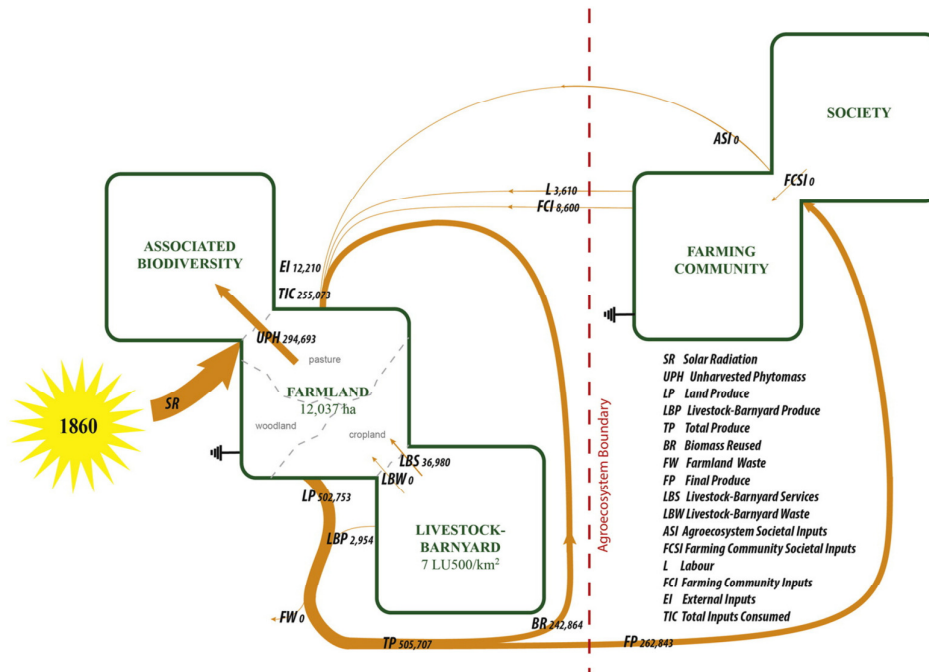 SOCIETY
ASI 0
FCSI 0
L 3,610
FCI 8,600
ASSOCIATED
BIODIVERSITY
FARMING
COMMUNITY
EI 12,210
TIC 255,073
UPH 294,693
pasture
SR
1860
FARMLAND
12,037 ha
woodland
cropland
LBS 36,980
LBW 0
LP 502,753
LBP 2,954
LIVESTOCK-
BARNYARD
7 LU500/km²
FW 0
TP 505,707
BR 242,864
FP 262,843
Agroecosystem Boundary
SR Solar Radiation
UPH Unharvested Phytomass
LP Land Produce
LBP Livestock-Barnyard Produce
TP Total Produce
BR Biomass Reused
FW Farmland Waste
FP Final Produce
LBS Livestock-Barnyard Services
LBW Livestock-Barnyard Waste
ASI Agroecosystem Societal Inputs
FCSI Farming Community Societal Inputs
L Labour
FCI Farming Community Inputs
EI External Inputs
TIC Total Inputs Consumed